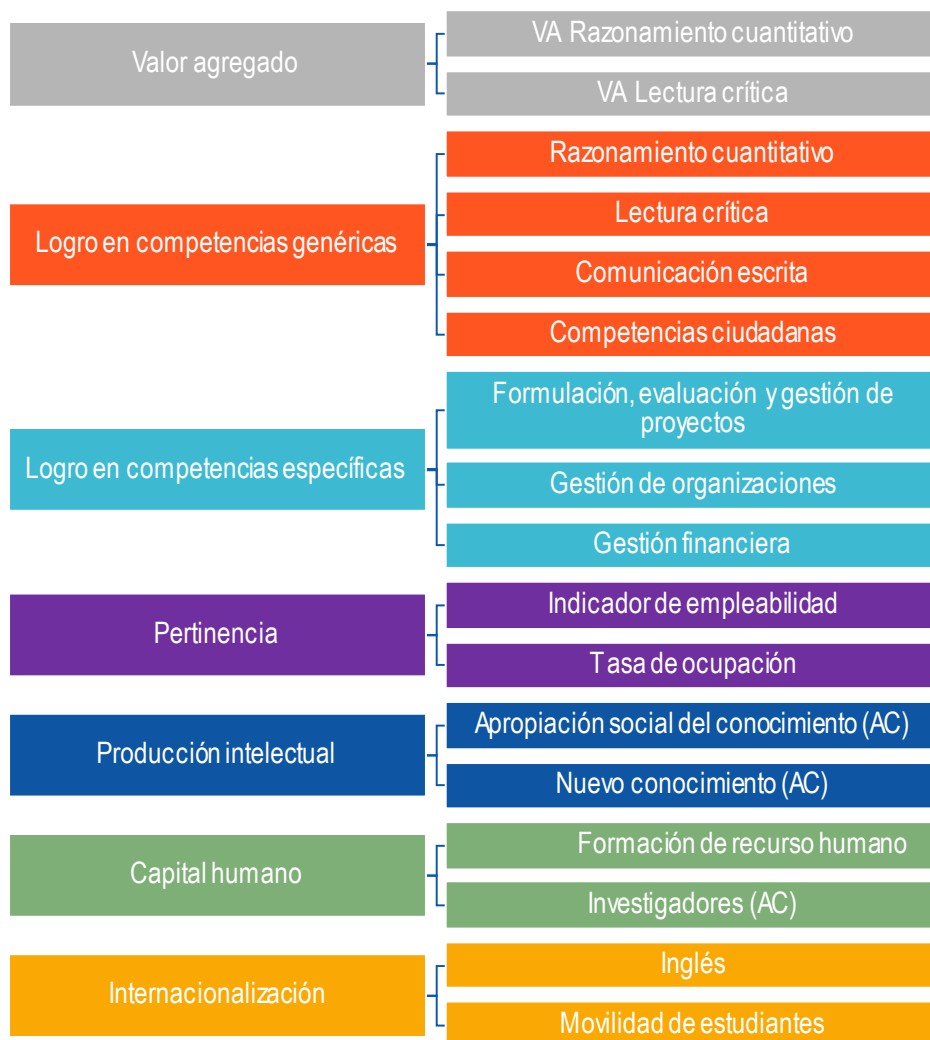 Valor agregado
VA Razonamiento cuantitativo
VA Lectura crítica
Logro en competencias genéricas
Razonamiento cuantitativo
Lectura crítica
Comunicación escrita
Competencias ciudadanas
Logro en competencias específicas
Formulación, evaluación y gestión de
proyectos
Gestión de organizaciones
Gestión financiera
Pertinencia
Indicador de empleabilidad
Tasa de ocupación
Producción intelectual
Apropiación social del conocimiento (AC)
Nuevo conocimiento (AC)
Capital humano
Formación de recurso humano
Investigadores (AC)
Internacionalización
Inglés
Movilidad de estudiantes